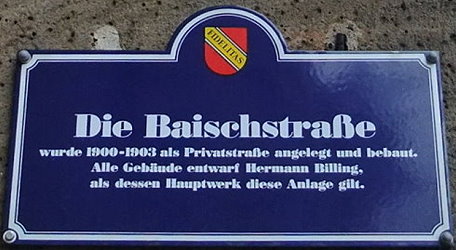 FIDELITAS
Die Baischstraße
wurde 1900-1903 als Privatstraße angelegt und bebaut.
Alle Gebäude entwarf Hermann Billing,
als dessen Hauptwerk diese Anlage gilt.